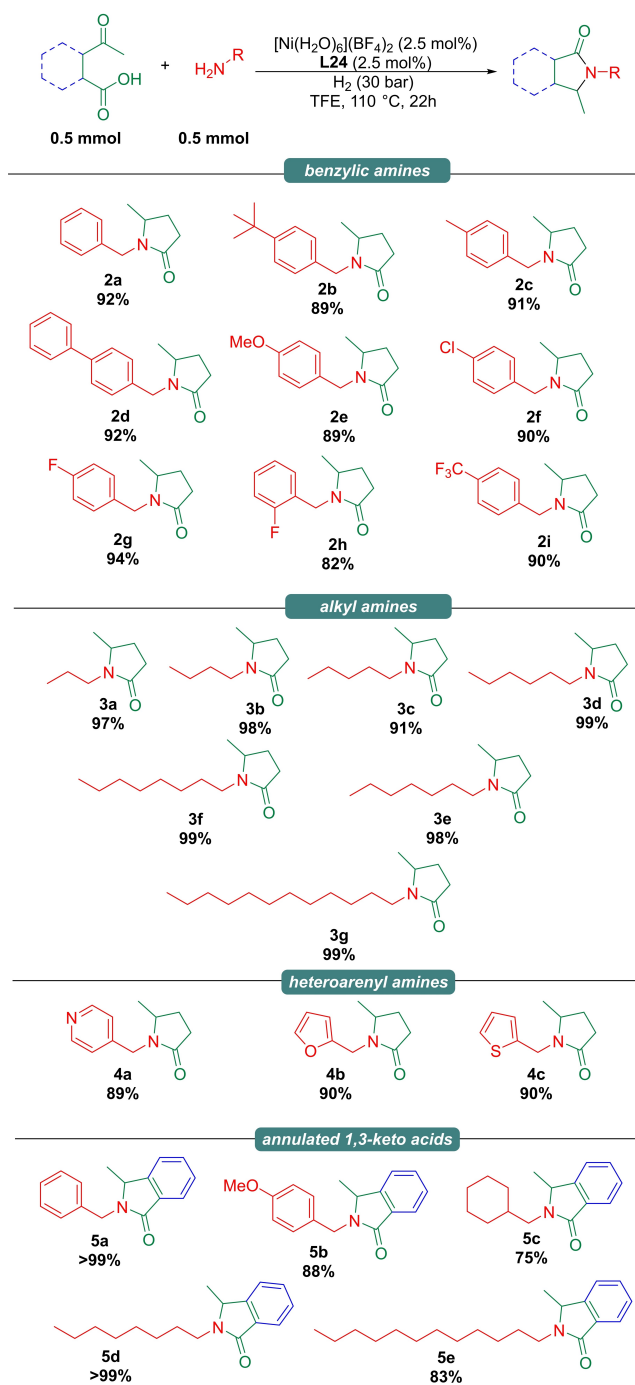 O
OH
O
+
H2N
R
[Ni(H2O)6](BF4)2 (2.5 mol%)
L24 (2.5 mol%)
H2 (30 bar)
TFE, 110 °C, 22h
O
N-R
0.5 mmol
0.5 mmol
benzylic amines
N
O
2a
92%
N
O
2b
89%
N
O
2c
91%
N
O
2d
92%
MeO
N
O
2e
89%
Cl
N
O
2f
90%
F
N
O
2g
94%
F
N
O
2h
82%
F3C
N
O
2i
90%
alkyl amines
N
O
3a
97%
N
O
3b
98%
N
O
3c
91%
N
O
3d
99%
N
O
3f
99%
N
O
3e
98%
N
O
3g
99%
heteroarenyl amines
N
N
O
4a
89%
O
N
O
4b
90%
S
N
O
4c
90%
annulated 1,3-keto acids
N
O
5a
>99%
MeO
N
O
5b
88%
N
O
5c
75%
N
O
5d
>99%
N
O
5e
83%